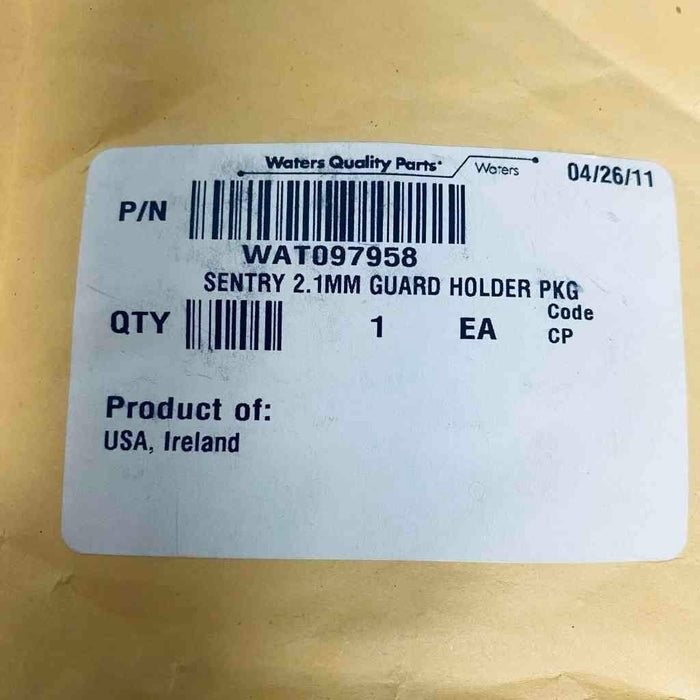 Waters Quality Parts® Waters 04/26/11
P/N
WAT097958
SENTRY 2.1MM GUARD HOLDER PKG
QTY 1 EA Code
CP
Product of:
USA, Ireland